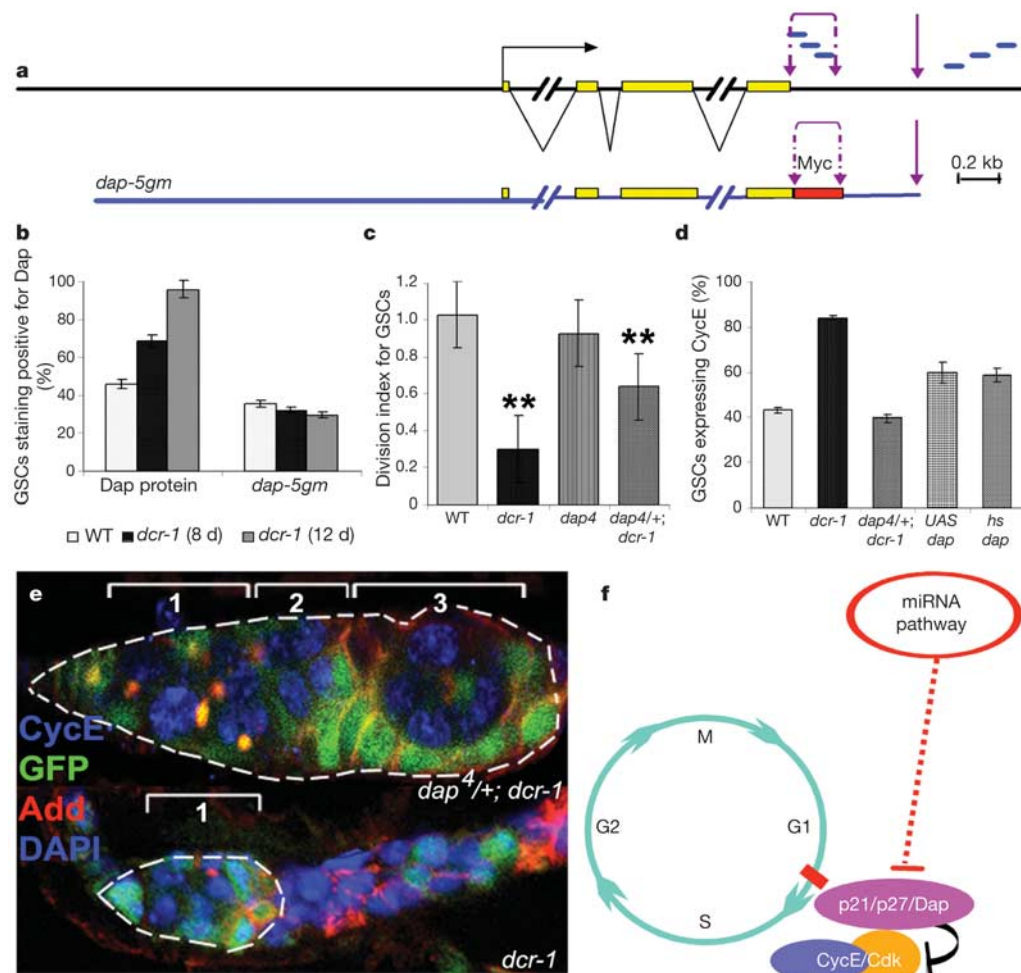 a
Myc
0.2 kb
dap-5gm
b
GSCs staining positive for Dap (%)
100
80
60
40
20
0
Dap protein
dap-5gm
WT
dcr-1 (8 d)
dcr-1 (12 d)
c
Division index for GSCs
1.2
1.0
0.8
0.6
0.4
0.2
0
**
**
WT
dcr-1
dap4
dap4/+;
dcr-1
d
GSCs expressing CycE (%)
100
80
60
40
20
0
WT
dcr-1
dap4/+;
dcr-1
UAS
dap
hs
dap
e
1
2
3
CycE
GFP
Add
DAPI
dap4/+; dcr-1
1
dcr-1
f
miRNA
pathway
M
G1
G2
S
p21/p27/Dap
CycE/Cdk